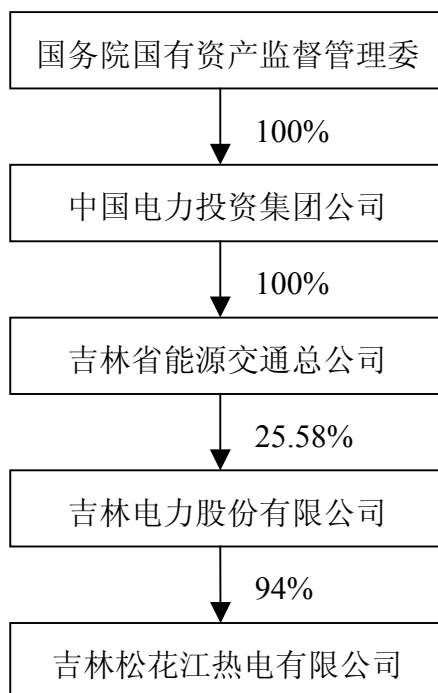 国务院国有资产监督管理委
100%
中国电力投资集团公司
100%
吉林省能源交通总公司
25.58%
吉林电力股份有限公司
94%
吉林松花江热电有限公司